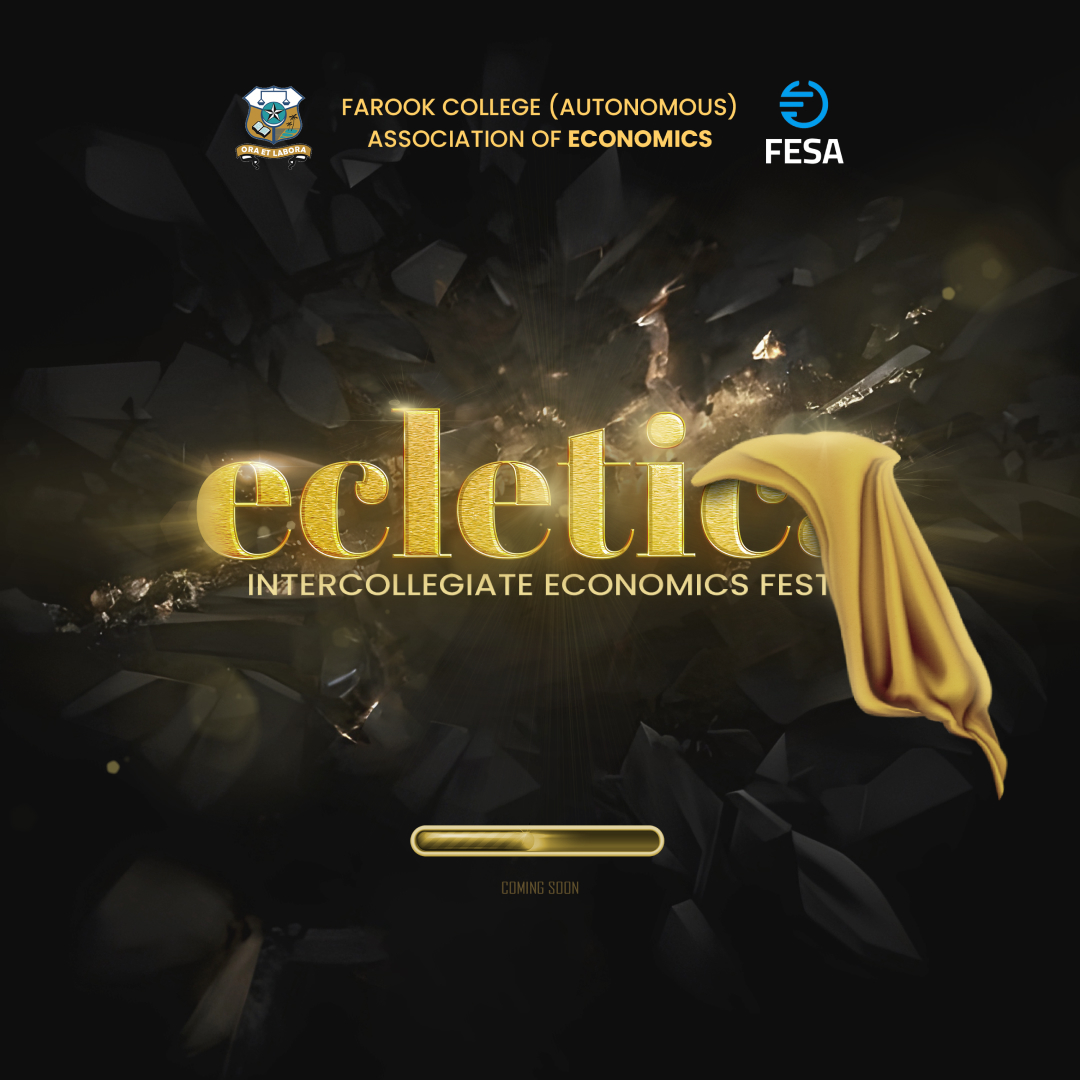 FAROOK COLLEGE (AUTONOMOUS)
ASSOCIATION OF ECONOMICS
ORA ET LABORA
FESA
ecletic
INTERCOLLEGIATE ECONOMICS FEST
COMING SOON